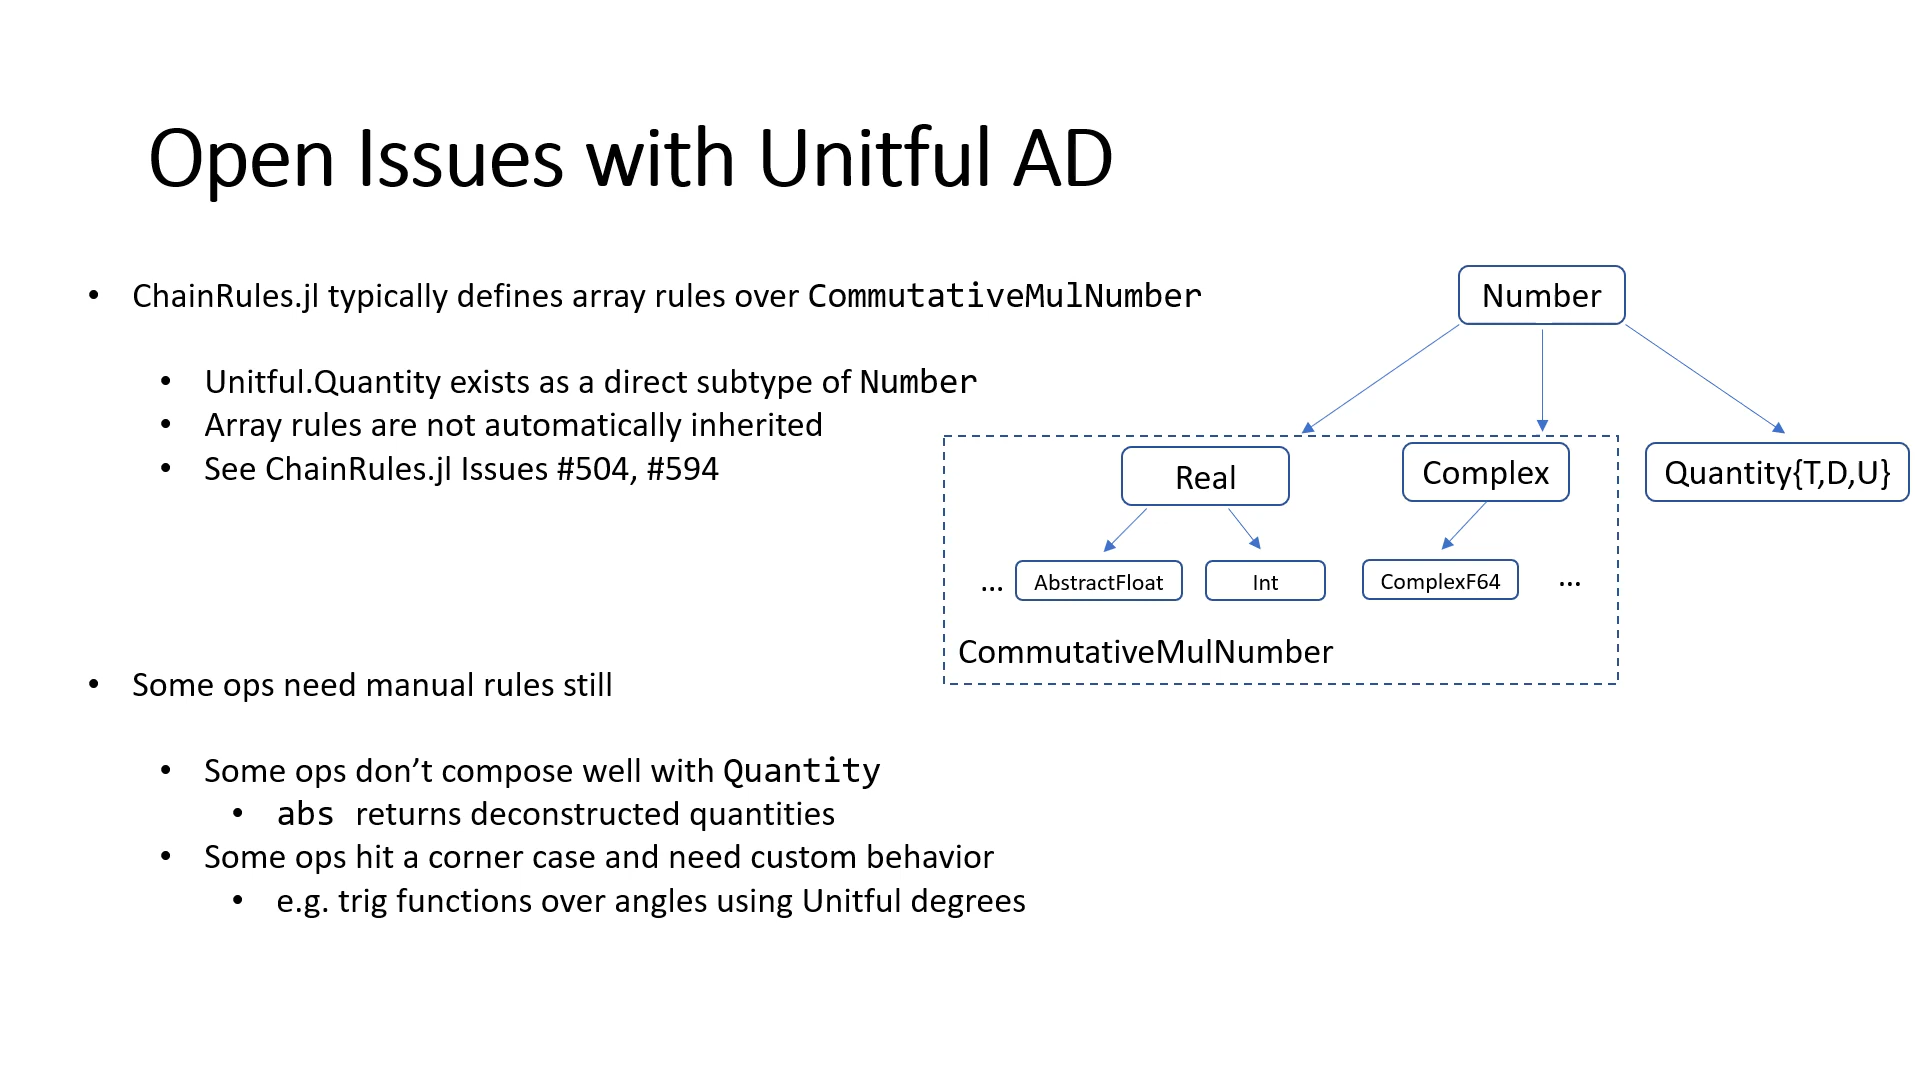 Open Issues with Unitful AD
• ChainRules.jl typically defines array rules over CommutativeMulNumber
• Unitful.Quantity exists as a direct subtype of Number
• Array rules are not automatically inherited
• See ChainRules.jl Issues #504, #594
• Some ops need manual rules still
• Some ops don’t compose well with Quantity
• abs returns deconstructed quantities
• Some ops hit a corner case and need custom behavior
• e.g. trig functions over angles using Unitful degrees
Number
Real
Complex
Quantity{T,D,U}
...
AbstractFloat
Int
ComplexF64
...
CommutativeMulNumber